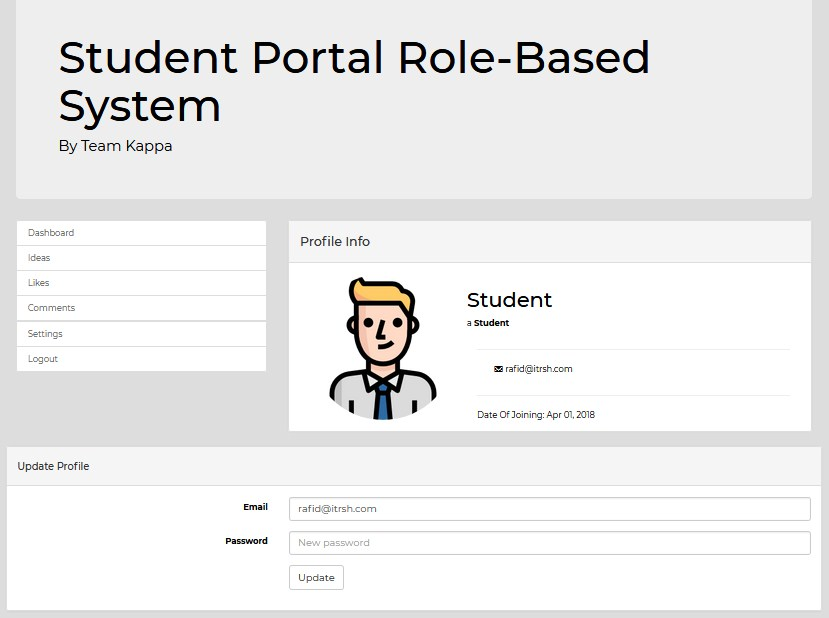 Student Portal Role-Based
System
By Team Kappa
Dashboard
Ideas
Likes
Comments
Settings
Logout
Profile Info
Student
a Student
rafid@itrsh.com
Date Of Joining: Apr 01, 2018
Update Profile
Email
rafid@itrsh.com
Password
New password
Update